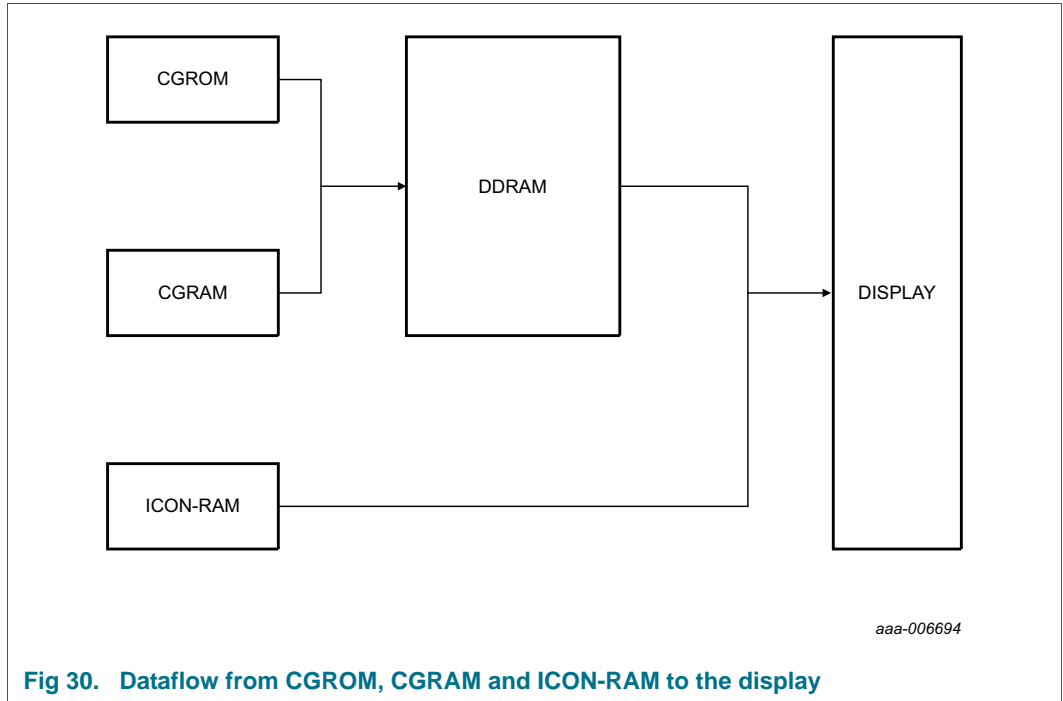 CGROM
DDRAM
CGRAM
DISPLAY
ICON-RAM
aaa-006694
Fig 30. Dataflow from CGROM, CGRAM and ICON-RAM to the display